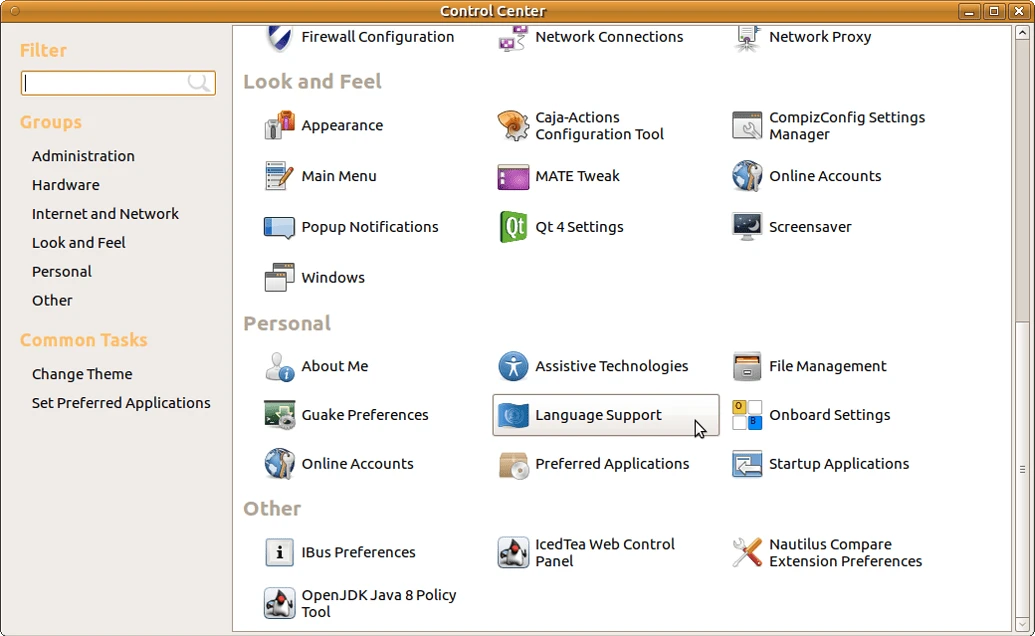 Control Center
Filter
Groups
Administration
Hardware
Internet and Network
Look and Feel
Personal
Other
Common Tasks
Change Theme
Set Preferred Applications
Firewall Configuration
Network Connections
Network Proxy
Look and Feel
Appearance
Caja-Actions
Configuration Tool
CompizConfig Settings
Manager
Main Menu
MATE Tweak
Online Accounts
Popup Notifications
Qt
Qt 4 Settings
Screensaver
Windows
Personal
About Me
Assistive Technologies
File Management
Guake Preferences
Language Support
O
B
Onboard Settings
Online Accounts
Preferred Applications
Startup Applications
Other
i
IBus Preferences
IcedTea Web Control
Panel
Nautilus Compare
Extension Preferences
OpenJDK Java 8 Policy
Tool